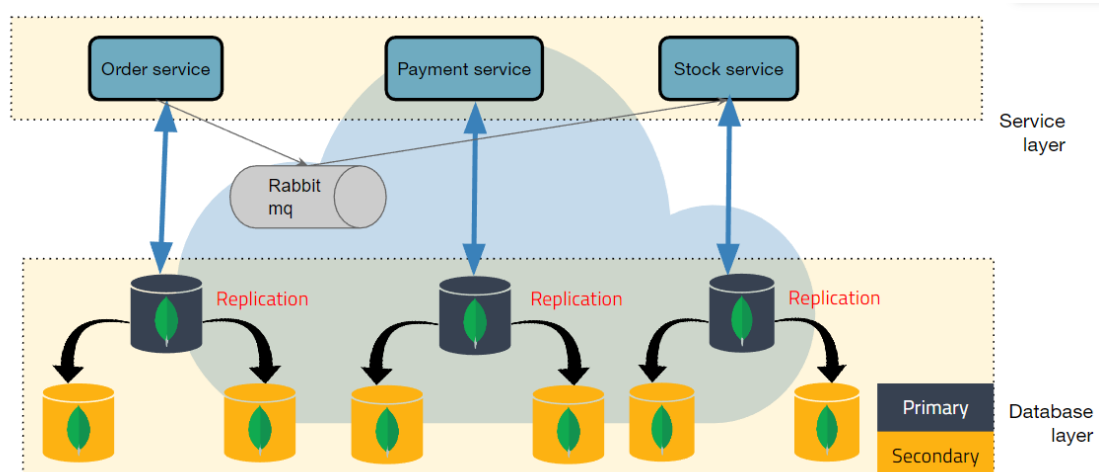 Order service
Payment service
Stock service
Service
layer
Rabbit
mq
Replication
Replication
Replication
Primary
Secondary
Database
layer